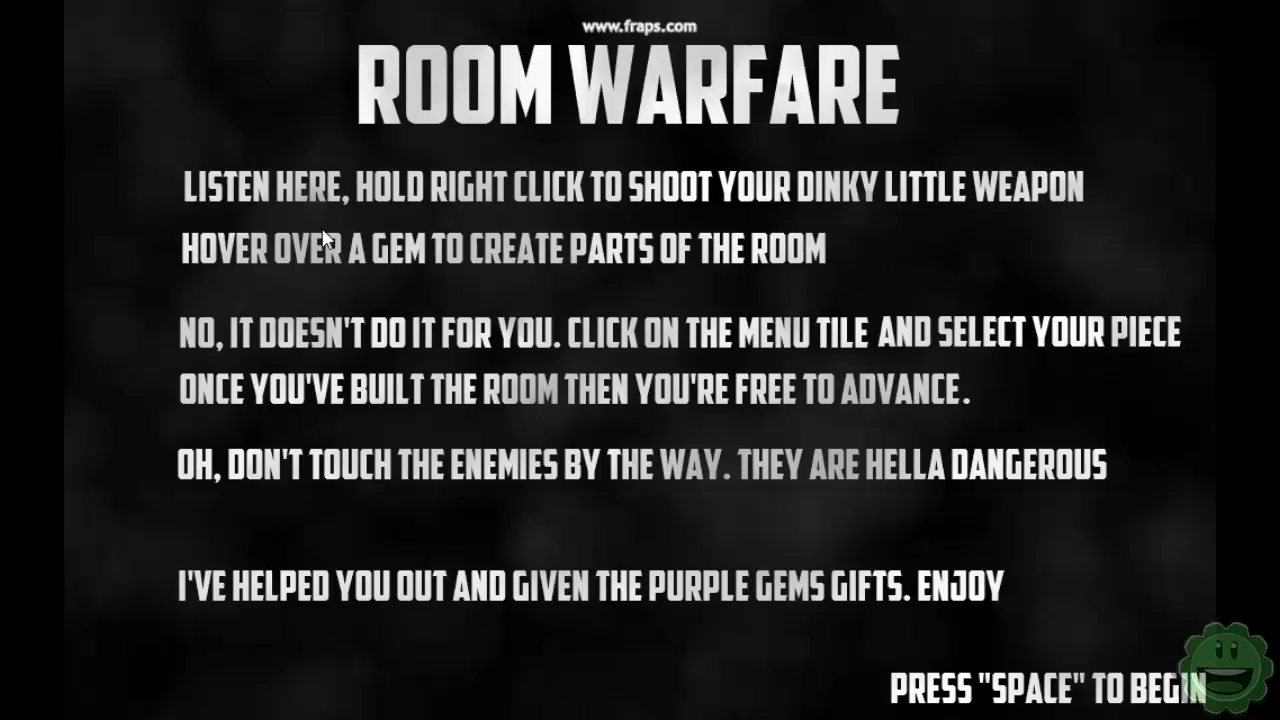 www.fraps.com
ROOM WARFARE
LISTEN HERE, HOLD RIGHT CLICK TO SHOOT YOUR DINKY LITTLE WEAPON
HOVER OVER A GEM TO CREATE PARTS OF THE ROOM
NO, IT DOESN'T DO IT FOR YOU. CLICK ON THE MENU TILE AND SELECT YOUR PIECE
ONCE YOU'VE BUILT THE ROOM THEN YOU'RE FREE TO ADVANCE.
OH, DON'T TOUCH THE ENEMIES BY THE WAY. THEY ARE HELLA DANGEROUS
I'VE HELPED YOU OUT AND GIVEN THE PURPLE GEMS GIFTS. ENJOY
PRESS "SPACE" TO BEGIN